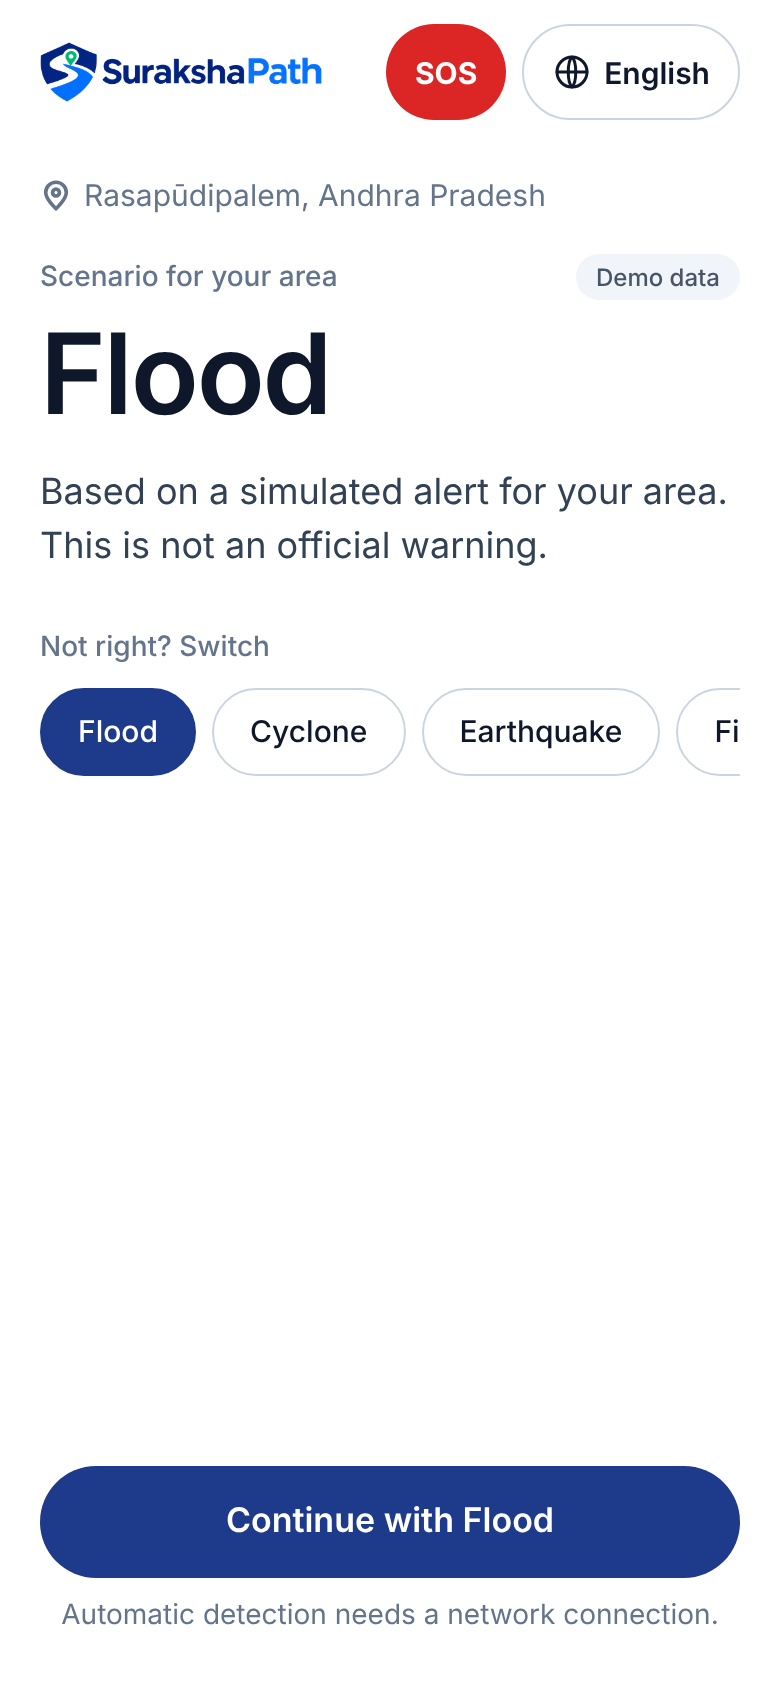 SurakshaPath
SOS
English
Rasapūdipalem, Andhra Pradesh
Scenario for your area
Demo data
Flood
Based on a simulated alert for your area.
This is not an official warning.
Not right? Switch
Flood
Cyclone
Earthquake
Fi
Continue with Flood
Automatic detection needs a network connection.